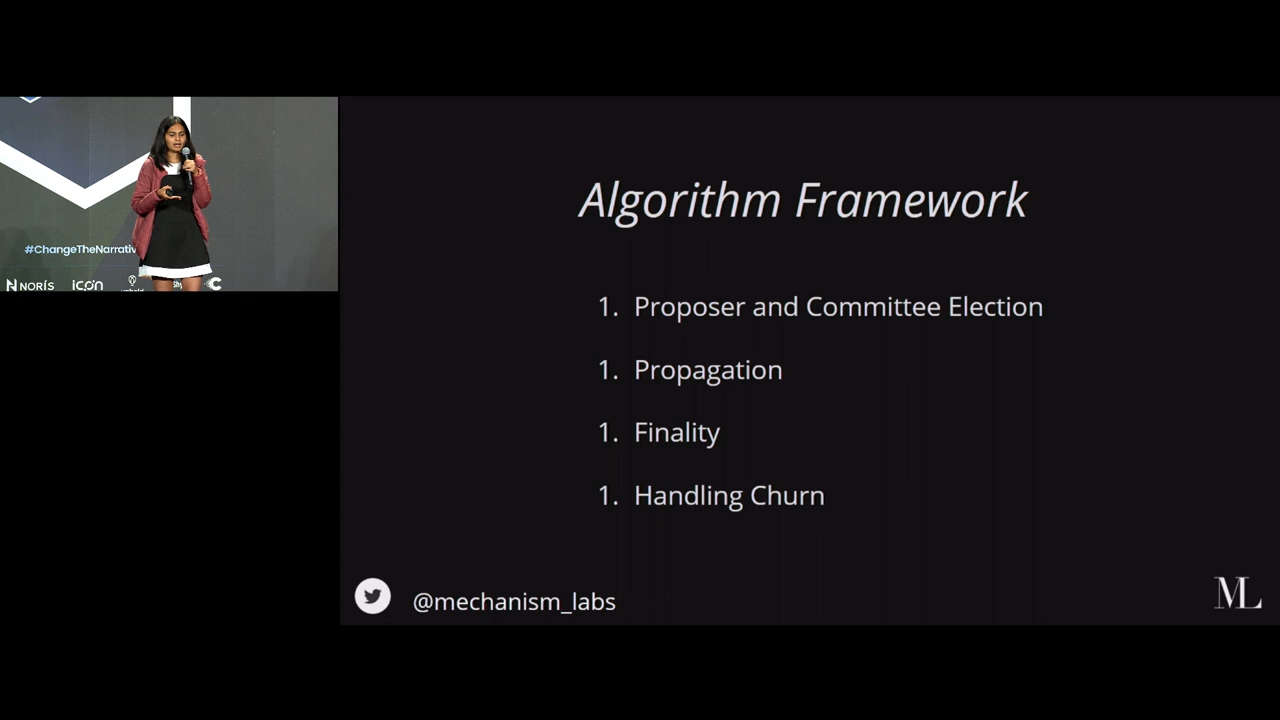 #ChangeTheNarrativ
NORIS icon
Algorithm Framework
1. Proposer and Committee Election
1. Propagation
1. Finality
1. Handling Churn
@mechanism_labs
ML